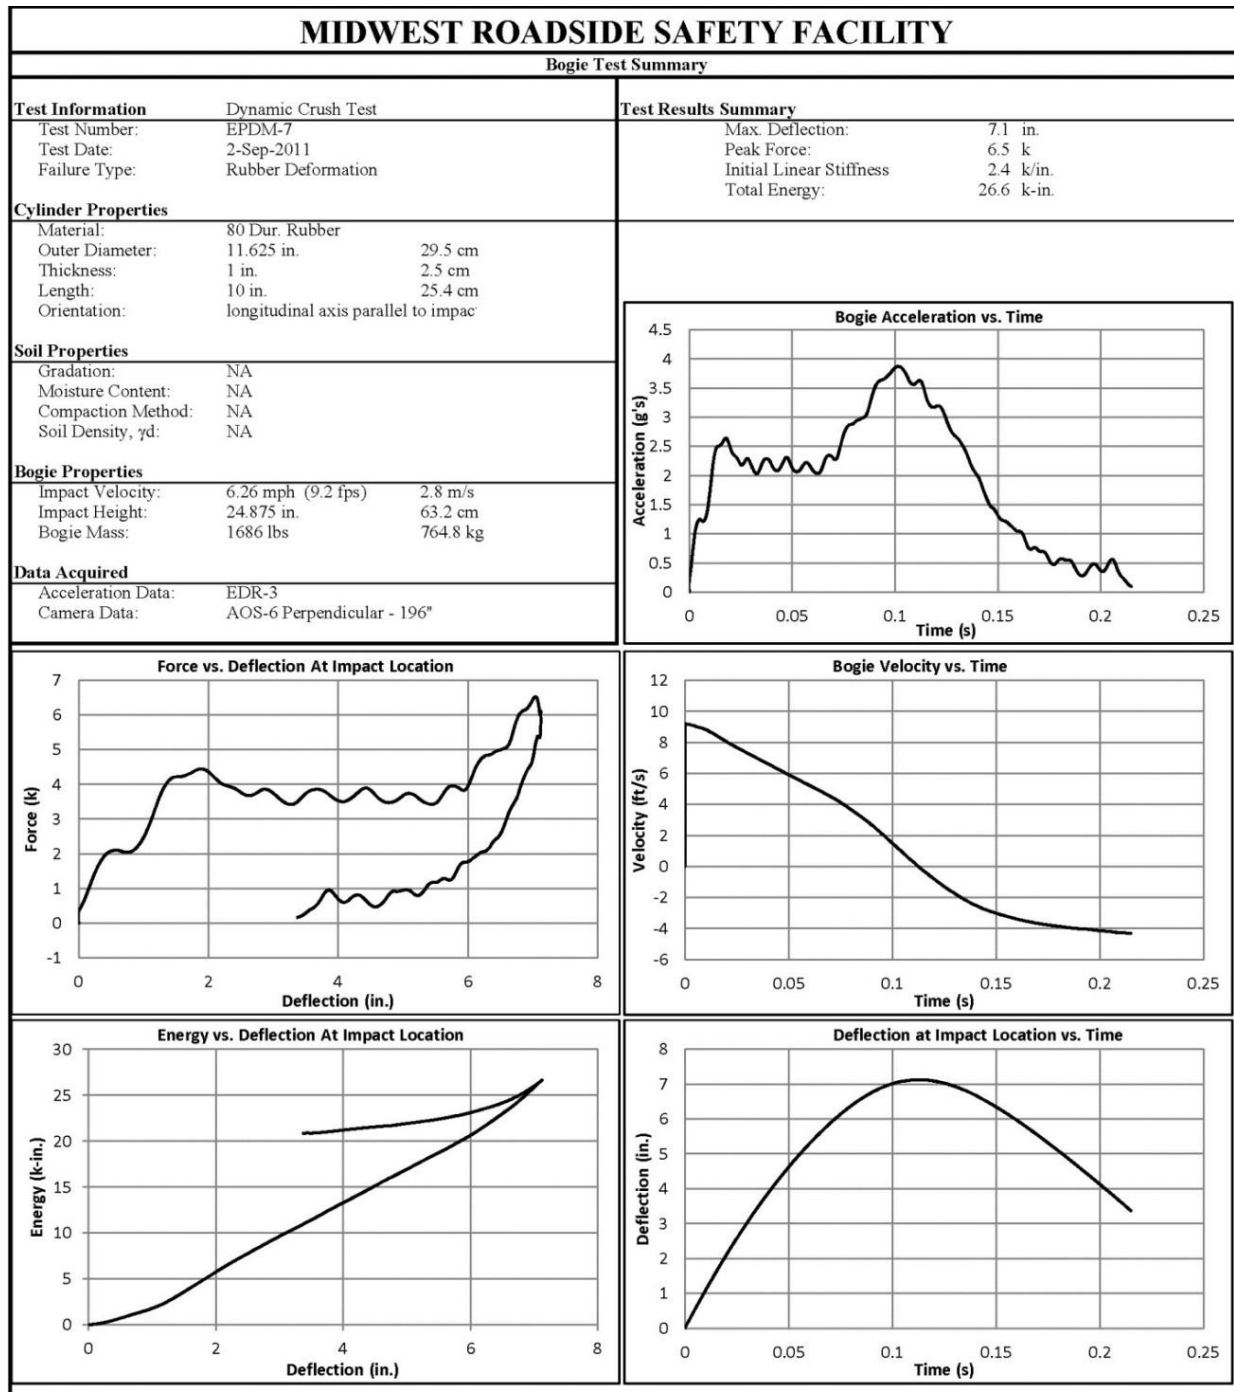 MIDWEST ROADSIDE SAFETY FACILITY
Bogie Test Summary
Test Information Dynamic Crush Test
Test Number: EPDM-7
Test Date: 2-Sep-2011
Failure Type: Rubber Deformation
Cylinder Properties
Material: 80 Dur. Rubber
Outer Diameter: 11.625 in. 29.5 cm
Thickness: 1 in. 2.5 cm
Length: 10 in. 25.4 cm
Orientation: longitudinal axis parallel to impac
Soil Properties
Gradation: NA
Moisture Content: NA
Compaction Method: NA
Soil Density, γd: NA
Bogie Properties
Impact Velocity: 6.26 mph (9.2 fps) 2.8 m/s
Impact Height: 24.875 in. 63.2 cm
Bogie Mass: 1686 lbs 764.8 kg
Data Acquired
Acceleration Data: EDR-3
Camera Data: AOS-6 Perpendicular - 196"
Test Results Summary
Max. Deflection: 7.1 in.
Peak Force: 6.5 k
Initial Linear Stiffness 2.4 k/in.
Total Energy: 26.6 k-in.
Bogie Acceleration vs. Time
Acceleration (g's)
4.5
4
3.5
3
2.5
2
1.5
1
0.5
0
0 0.05 0.1 0.15 0.2 0.25
Time (s)
Force vs. Deflection At Impact Location
Force (k)
7
6
5
4
3
2
1
0
-1
0 2 4 6 8
Deflection (in.)
Bogie Velocity vs. Time
Velocity (ft/s)
12
10
8
6
4
2
0
-2
-4
-6
0 0.05 0.1 0.15 0.2 0.25
Time (s)
Energy vs. Deflection At Impact Location
Energy (k-in.)
30
25
20
15
10
5
0
0 2 4 6 8
Deflection (in.)
Deflection at Impact Location vs. Time
Deflection (in.)
8
7
6
5
4
3
2
1
0
0 0.05 0.1 0.15 0.2 0.25
Time (s)